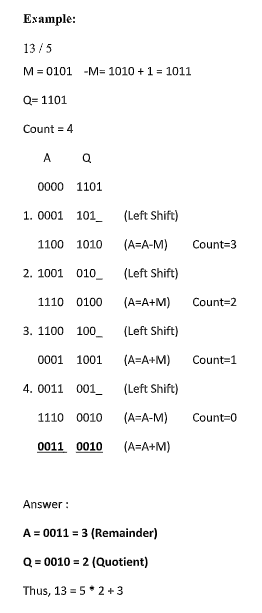 Example:
13 / 5
M = 0101 -M= 1010 + 1 = 1011
Q= 1101
Count = 4
A Q
0000 1101
1. 0001 101_ (Left Shift)
1100 1010 (A=A-M) Count=3
2. 1001 010_ (Left Shift)
1110 0100 (A=A+M) Count=2
3. 1100 100_ (Left Shift)
0001 1001 (A=A+M) Count=1
4. 0011 001_ (Left Shift)
1110 0010 (A=A-M) Count=0
0011 0010 (A=A+M)
Answer :
A = 0011 = 3 (Remainder)
Q = 0010 = 2 (Quotient)
Thus, 13 = 5 * 2 + 3